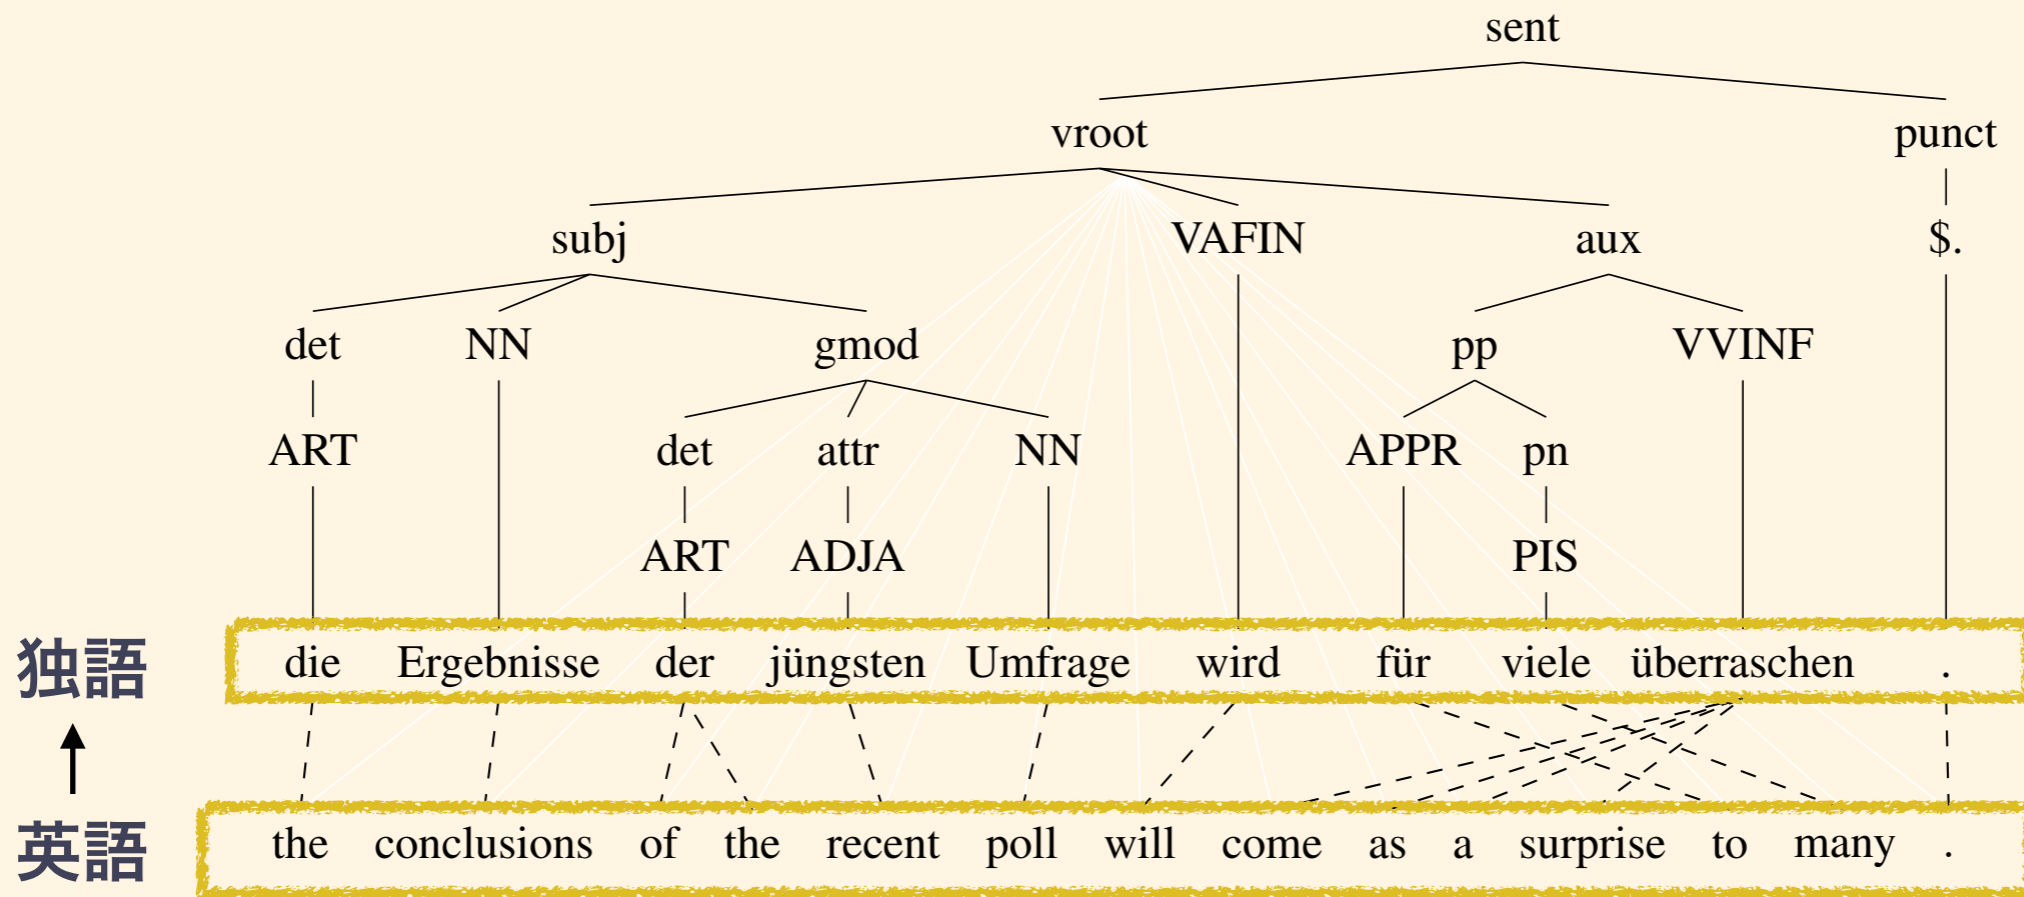 sent
vroot punct
subj VAFIN aux $.
det NN gmod pp VVINF
ART det attr NN APPR pn
ART ADJA PIS
独語 die Ergebnisse der jüngsten Umfrage wird für viele überraschen .
英語 the conclusions of the recent poll will come as a surprise to many .